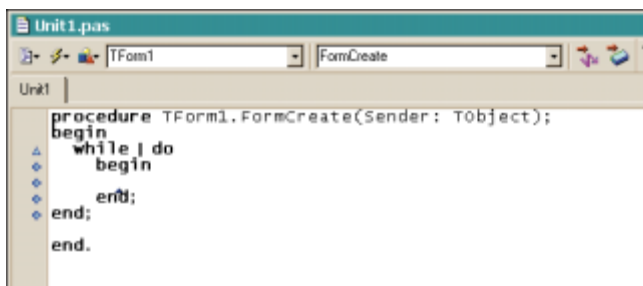 Unit1.pas
TForm1 FormCreate
Unit1
procedure TForm1.FormCreate(Sender: TObject);
begin
while | do
begin
end;
end;
end.